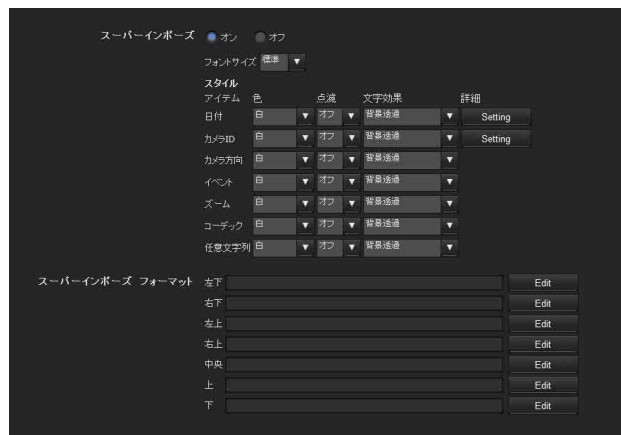 スーパーインポーズ オン オフ
フォントサイズ 標準
スタイル
アイテム 色 点滅 文字効果 詳細
日付 白 オフ 背景透過 Setting
カメラID 白 オフ 背景透過 Setting
カメラ方向 白 オフ 背景透過
イベント 白 オフ 背景透過
ズーム 白 オフ 背景透過
コーデック 白 オフ 背景透過
任意文字列 白 オフ 背景透過
スーパーインポーズ フォーマット 左下 Edit
右下 Edit
左上 Edit
右上 Edit
中央 Edit
上 Edit
下 Edit